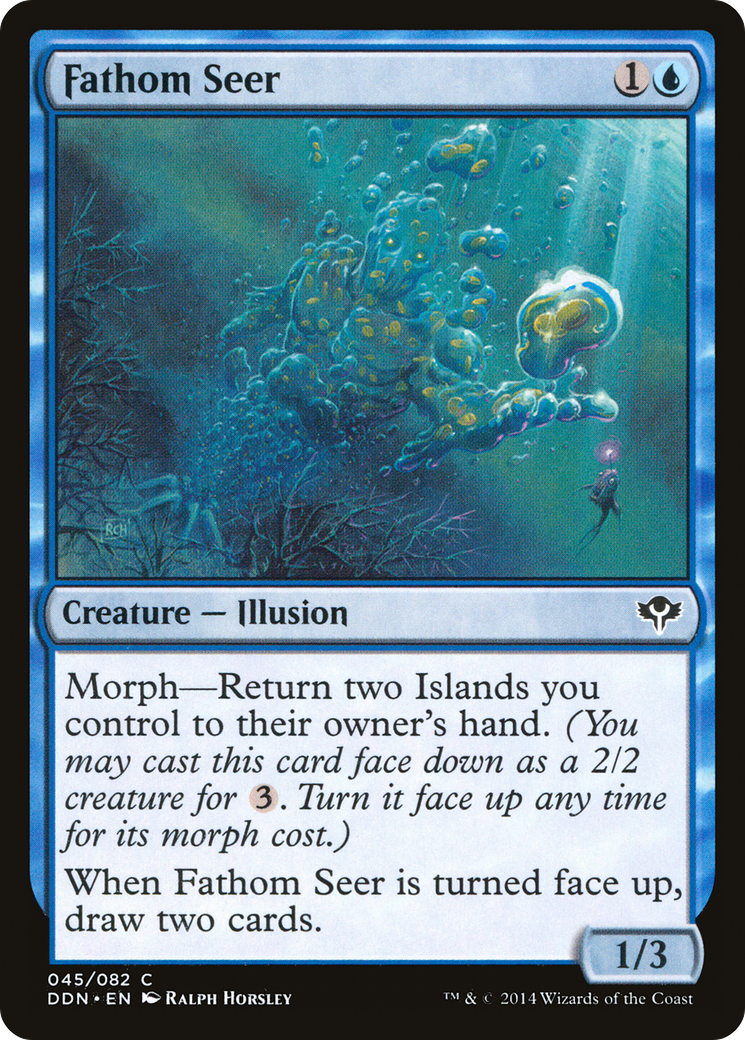 Fathom Seer
1
RCH
Creature — Illusion
Morph—Return two Islands you
control to their owner's hand. (You
may cast this card face down as a 2/2
creature for 3. Turn it face up any time
for its morph cost.)
When Fathom Seer is turned face up,
draw two cards.
1/3
045/082 C
DDN • EN Ralph Horsley
™ & © 2014 Wizards of the Coast